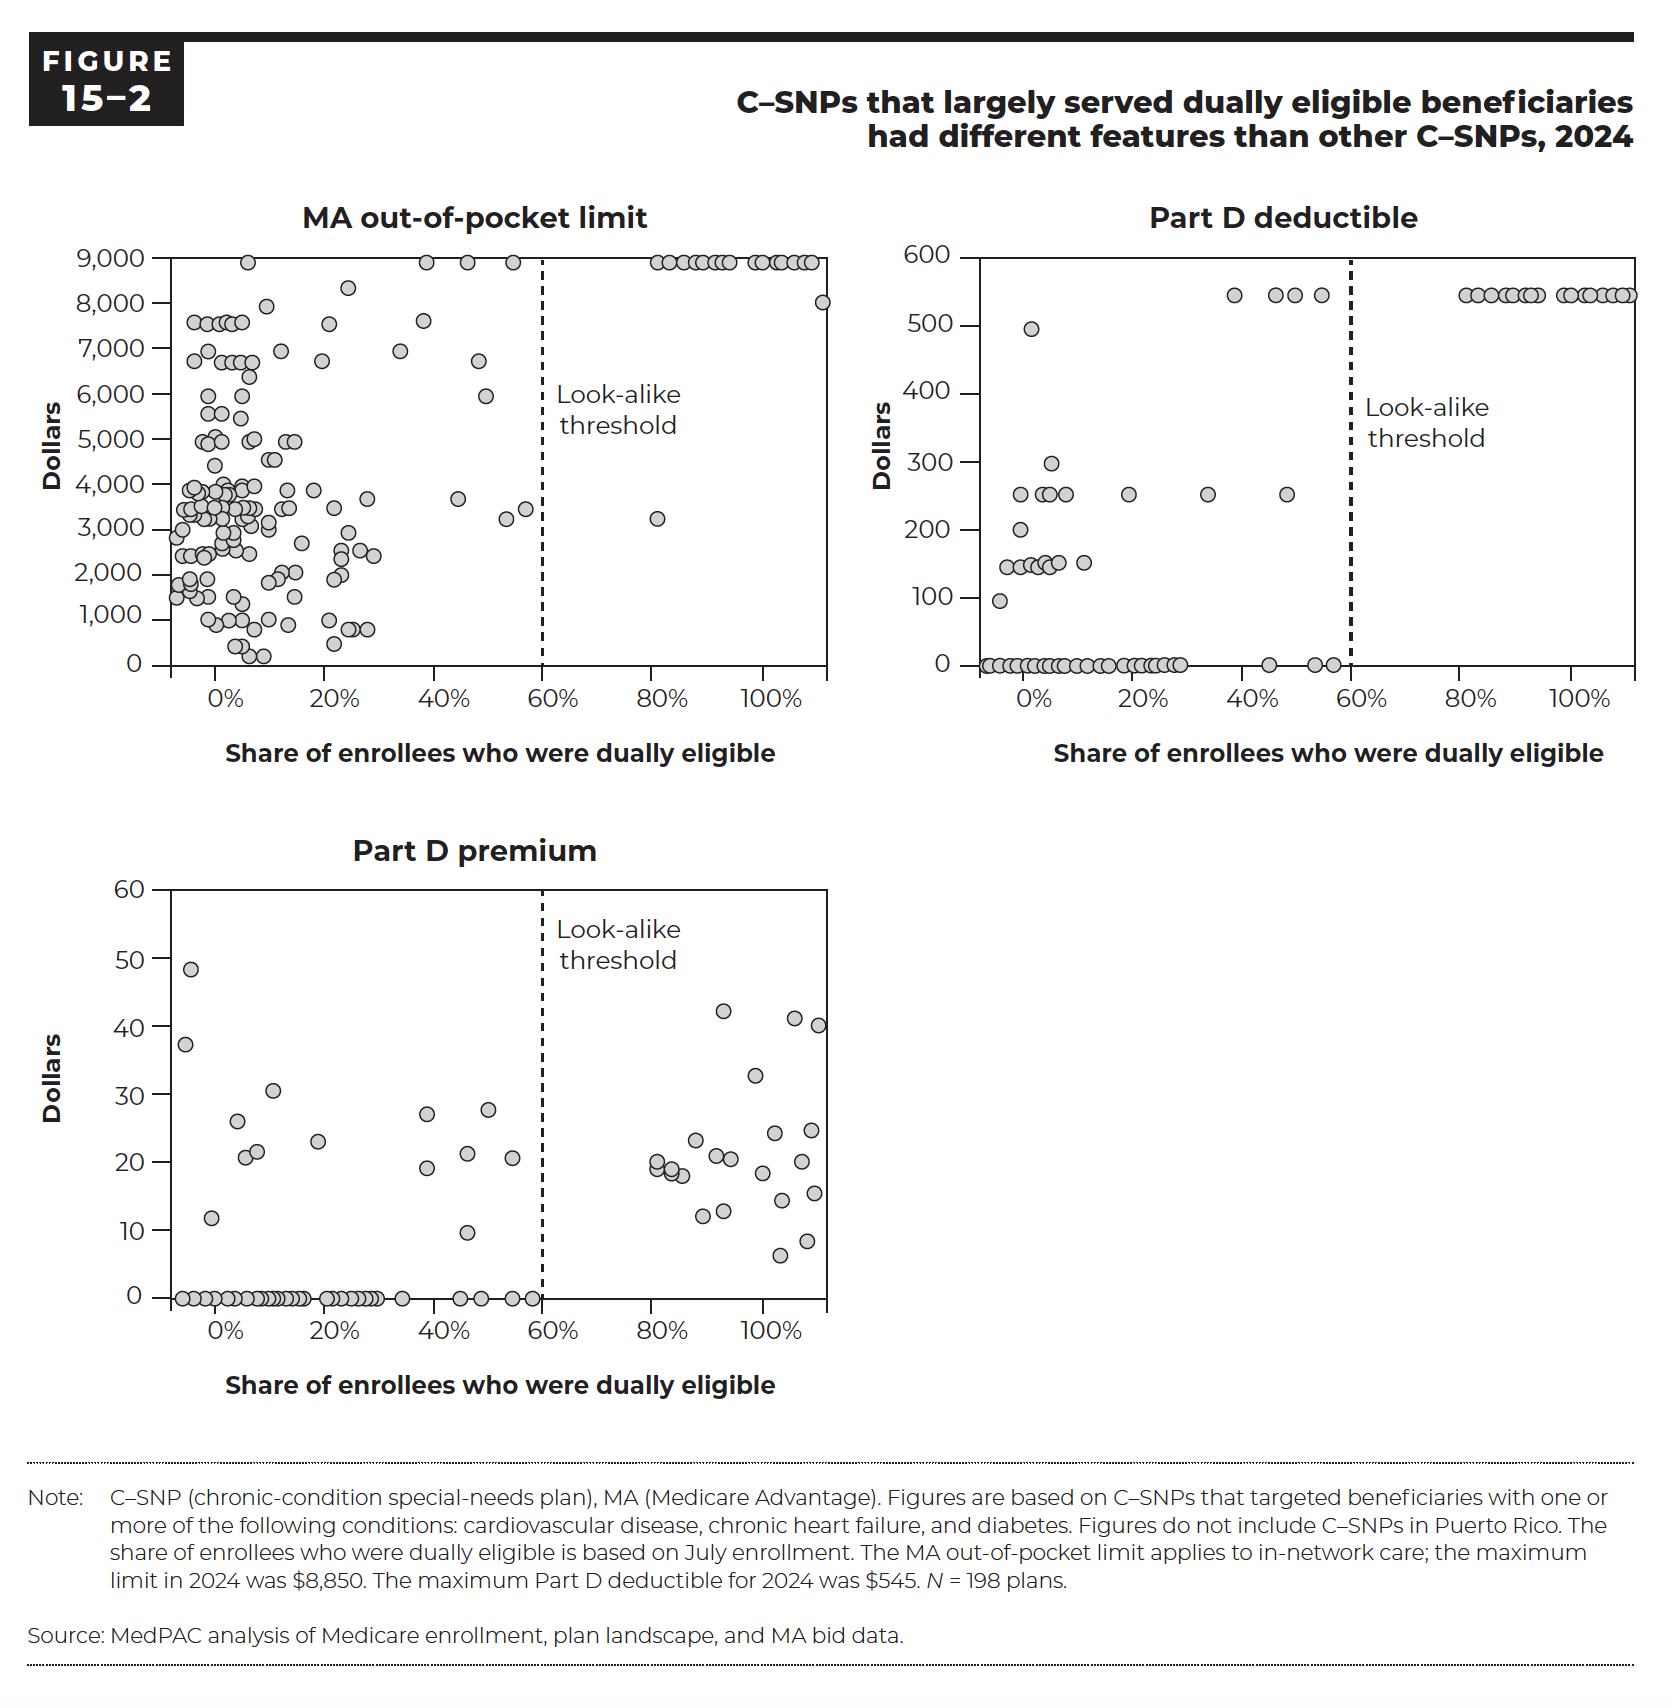 FIGURE
15–2
C–SNPs that largely served dually eligible beneficiaries
had different features than other C–SNPs, 2024
MA out-of-pocket limit
Dollars
9,000
8,000
7,000
6,000
5,000
4,000
3,000
2,000
1,000
0
Look-alike
threshold
0% 20% 40% 60% 80% 100%
Share of enrollees who were dually eligible
Part D deductible
Dollars
600
500
400
300
200
100
0
Look-alike
threshold
0% 20% 40% 60% 80% 100%
Share of enrollees who were dually eligible
Part D premium
Dollars
60
50
40
30
20
10
0
Look-alike
threshold
0% 20% 40% 60% 80% 100%
Share of enrollees who were dually eligible
Note: C–SNP (chronic-condition special-needs plan), MA (Medicare Advantage). Figures are based on C–SNPs that targeted beneficiaries with one or
more of the following conditions: cardiovascular disease, chronic heart failure, and diabetes. Figures do not include C–SNPs in Puerto Rico. The
share of enrollees who were dually eligible is based on July enrollment. The MA out-of-pocket limit applies to in-network care; the maximum
limit in 2024 was $8,850. The maximum Part D deductible for 2024 was $545. N = 198 plans.
Source: MedPAC analysis of Medicare enrollment, plan landscape, and MA bid data.